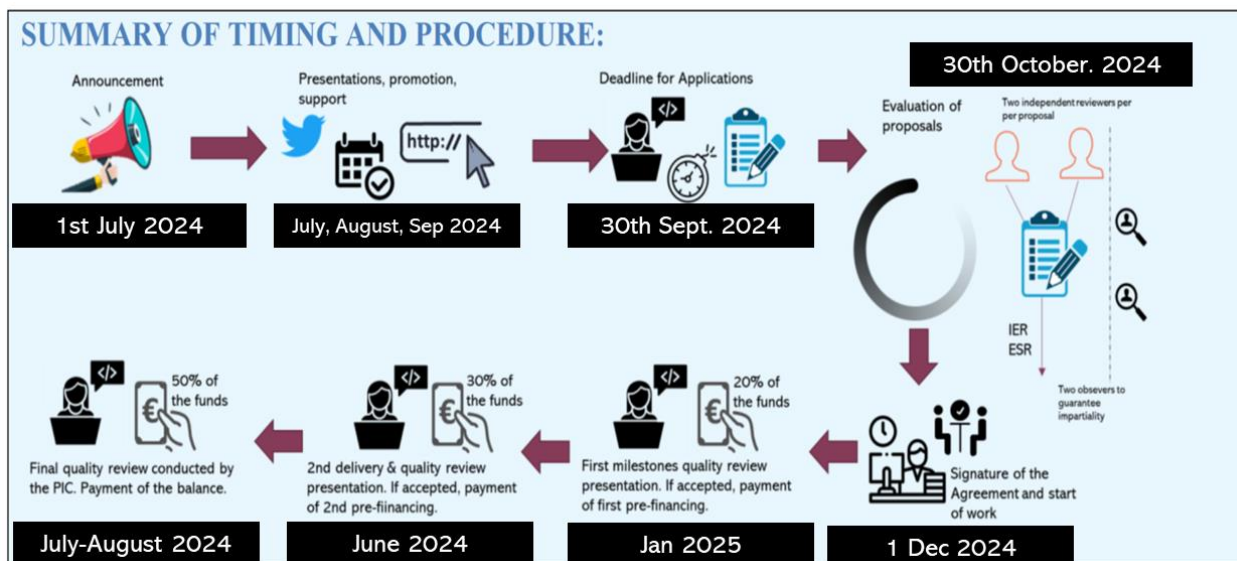 SUMMARY OF TIMING AND PROCEDURE:
Announcement
1st July 2024
Presentations, promotion,
support
http://
July, August, Sep 2024
Deadline for Applications
</>
30th Sept. 2024
Evaluation of
proposals
30th October. 2024
Two independent reviewers per
per proposal
IER
ESR
Two obsevers to
guarantee
impartiality
Signature of the
Agreement and start
of work
1 Dec 2024
</>
20% of
the funds
€
First milestones quality review
presentation. If accepted, payment
of first pre-financing.
Jan 2025
</>
30% of
the funds
€
2nd delivery & quality review
presentation. If accepted, payment
of 2nd pre-fiinancing.
June 2024
</>
50% of
the funds
€
Final quality review conducted by
the PIC. Payment of the balance.
July-August 2024